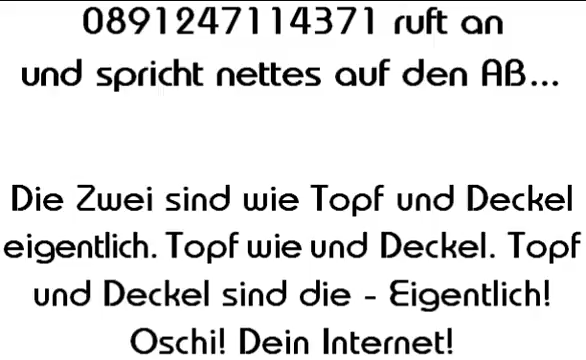 0891247114371 ruft an
und spricht nettes auf den AB...
Die Zwei sind wie Topf und Deckel
eigentlich. Topf wie und Deckel. Topf
und Deckel sind die - Eigentlich!
Oschi! Dein Internet!